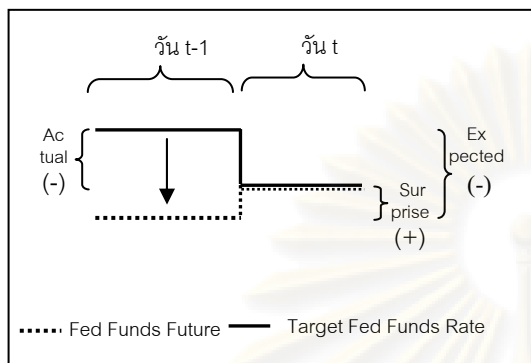 วัน t-1
วัน t
Ac
tual
(-)
Ex
pected
(-)
Sur
prise
(+)
Fed Funds Future
Target Fed Funds Rate